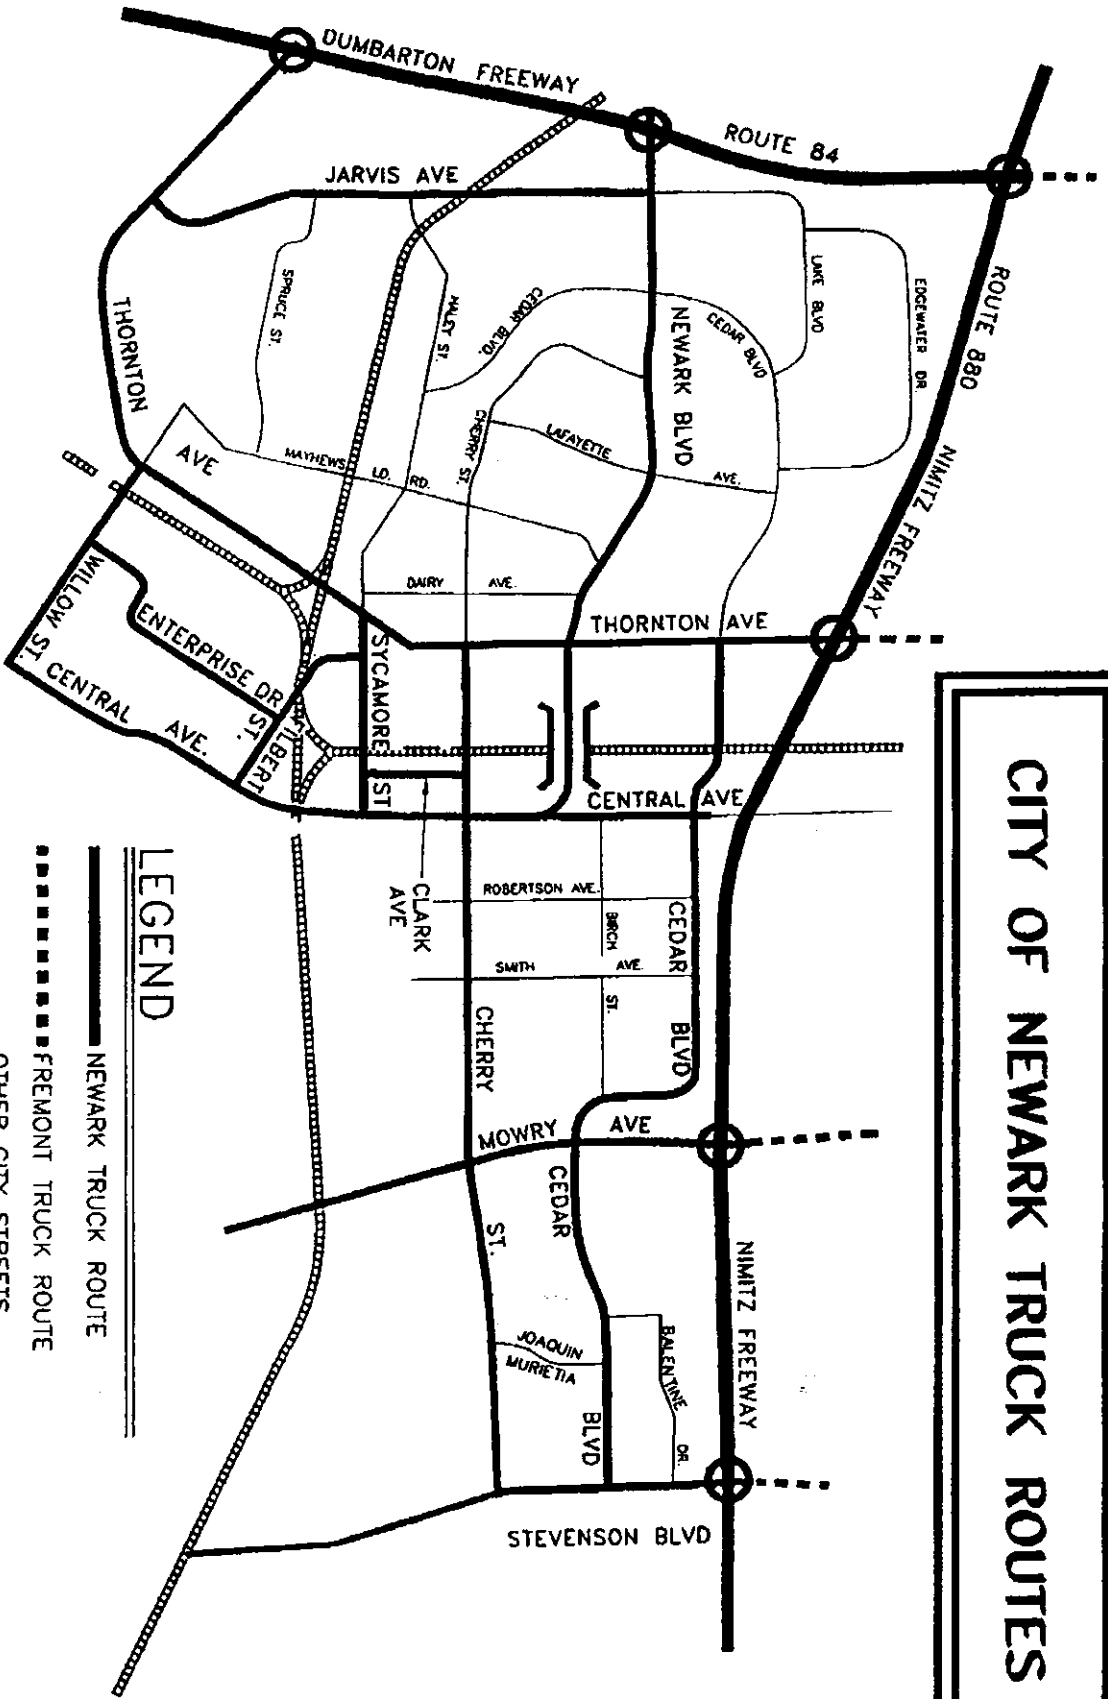 CITY OF NEWARK TRUCK ROUTES
DUMBARTON FREEWAY
ROUTE 84
ROUTE 880
NIMITZ FREEWAY
JARVIS AVE
SPRUCE ST.
HALEY ST.
CEDAR BLVD.
CEDAR BLVD
LAKE BLVD
EDGEWATER DR.
NEWARK BLVD
THORNTON
AVE
MAYHEWS LD. RD.
CHERRY ST.
LAFAYETTE AVE.
DAIRY AVE.
THORNTON AVE
WILLOW ST.
ENTERPRISE DR.
FILBERT ST.
SYCAMORE ST
CENTRAL AVE.
CENTRAL AVE
CLARK AVE
ROBERTSON AVE.
BIRCH ST.
SMITH AVE.
CEDAR BLVD
CHERRY ST.
MOWRY AVE
CEDAR BLVD
NIMITZ FREEWAY
JOAQUIN
MURIETIA
BALENTINE DR.
STEVENSON BLVD
LEGEND
NEWARK TRUCK ROUTE
FREMONT TRUCK ROUTE
OTHER CITY STREETS